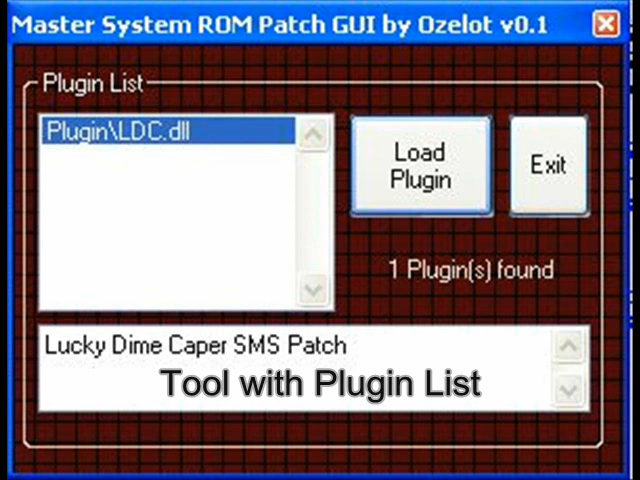 Master System ROM Patch GUI by Ozelot v0.1
Plugin List
Plugin\LDC.dll
Load
Plugin
Exit
1 Plugin(s) found
Lucky Dime Caper SMS Patch
Tool with Plugin List